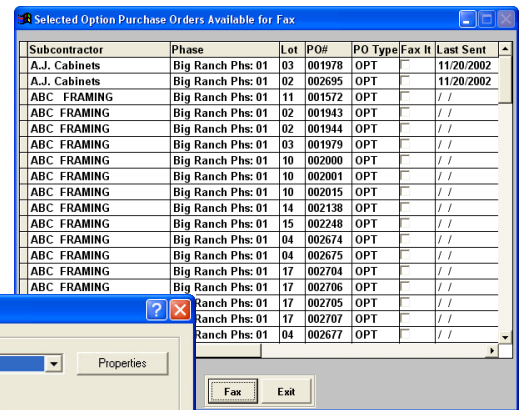 Selected Option Purchase Orders Available for Fax
Subcontractor Phase Lot PO# PO Type Fax It Last Sent
A.J. Cabinets Big Ranch Phs: 01 03 001978 OPT 11/20/2002
A.J. Cabinets Big Ranch Phs: 01 02 002695 OPT 11/20/2002
ABC FRAMING Big Ranch Phs: 01 11 001572 OPT / /
ABC FRAMING Big Ranch Phs: 01 02 001943 OPT / /
ABC FRAMING Big Ranch Phs: 01 02 001944 OPT / /
ABC FRAMING Big Ranch Phs: 01 03 001979 OPT / /
ABC FRAMING Big Ranch Phs: 01 10 002000 OPT / /
ABC FRAMING Big Ranch Phs: 01 10 002001 OPT / /
ABC FRAMING Big Ranch Phs: 01 10 002015 OPT / /
ABC FRAMING Big Ranch Phs: 01 14 002138 OPT / /
ABC FRAMING Big Ranch Phs: 01 15 002248 OPT / /
ABC FRAMING Big Ranch Phs: 01 04 002674 OPT / /
ABC FRAMING Big Ranch Phs: 01 04 002675 OPT / /
ABC FRAMING Big Ranch Phs: 01 17 002704 OPT / /
ABC FRAMING Big Ranch Phs: 01 17 002706 OPT / /
Ranch Phs: 01 17 002705 OPT / /
Ranch Phs: 01 17 002707 OPT / /
Ranch Phs: 01 04 002677 OPT / /
Properties
Fax Exit